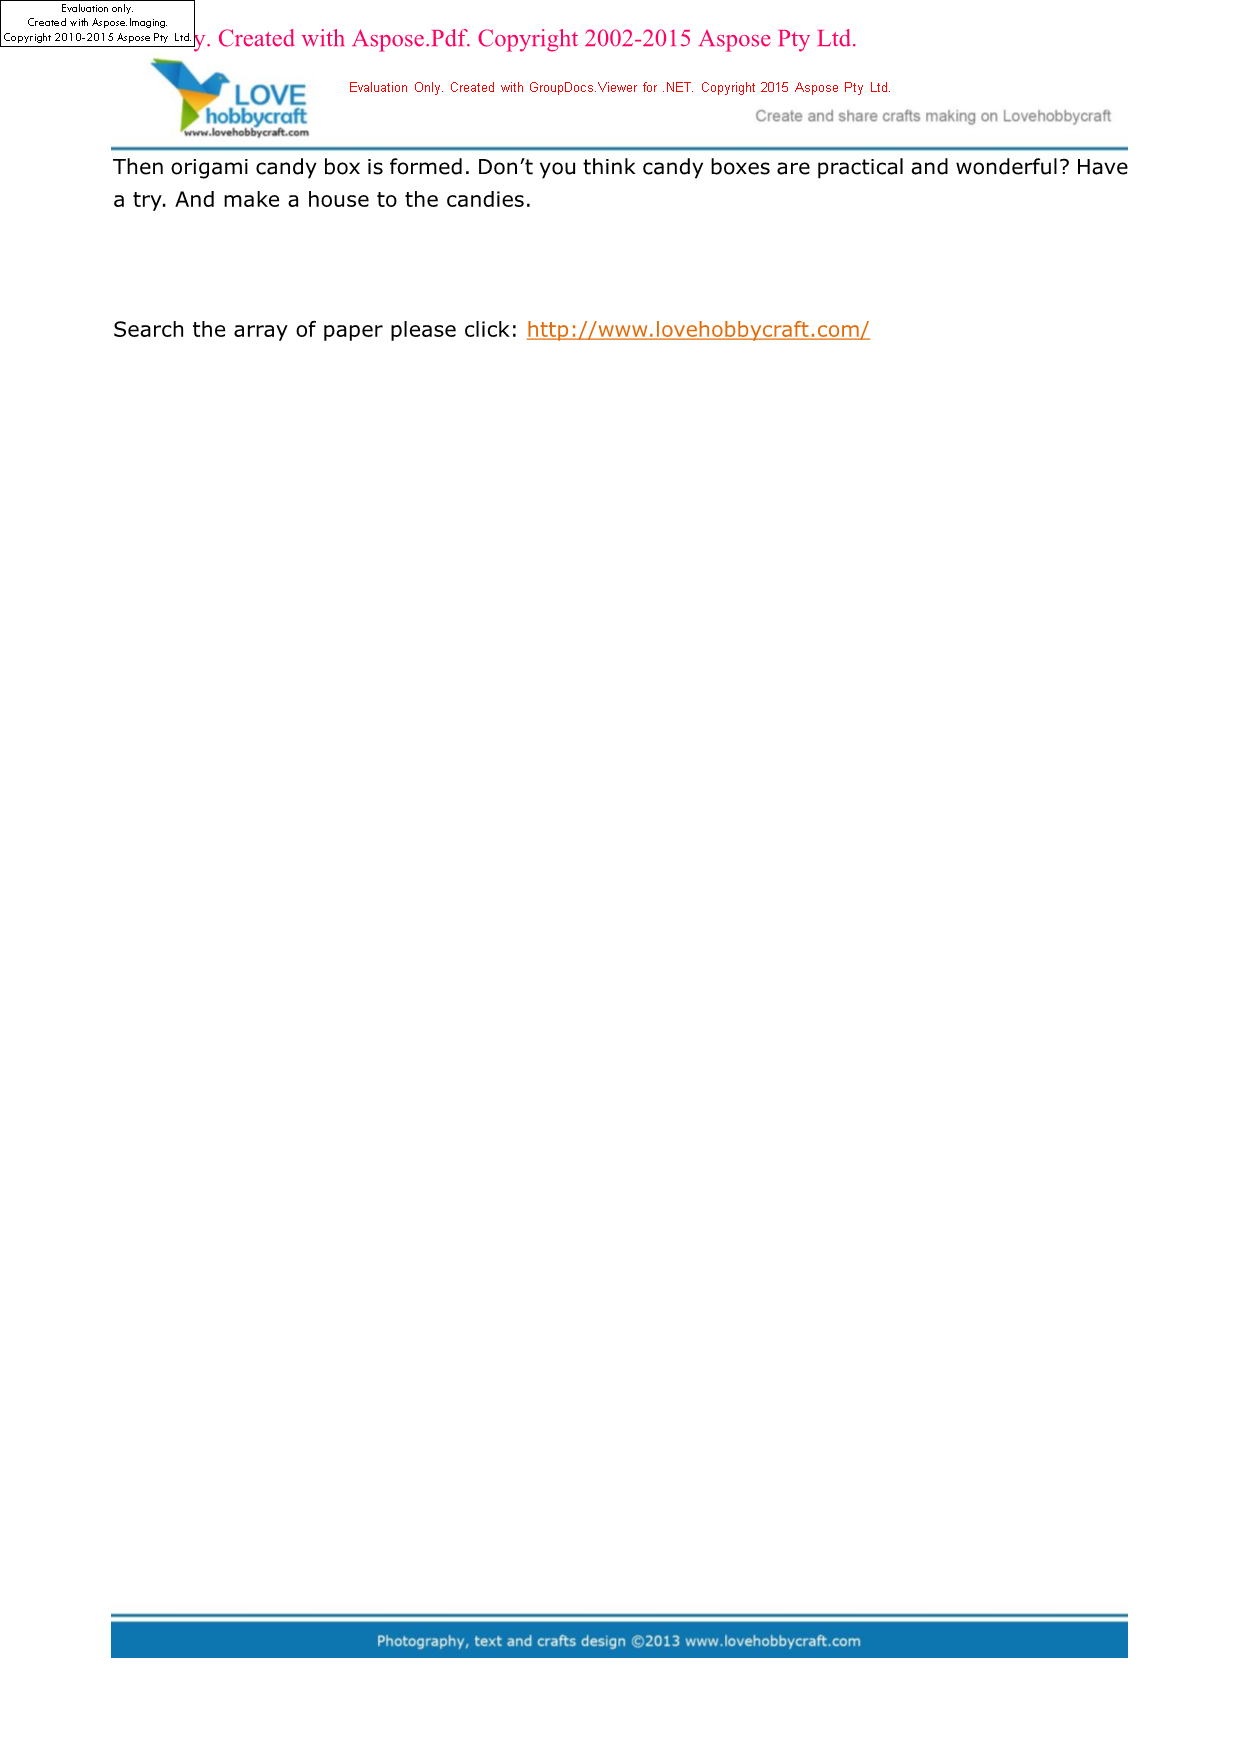 Evaluation only.
Created with Aspose.Imaging.
Copyright 2010-2015 Aspose Pty Ltd.
y. Created with Aspose.Pdf. Copyright 2002-2015 Aspose Pty Ltd.
Evaluation Only. Created with GroupDocs.Viewer for .NET. Copyright 2015 Aspose Pty Ltd.
LOVE
hobbycraft
www.lovehobbycraft.com
Create and share crafts making on Lovehobbycraft
Then origami candy box is formed. Don’t you think candy boxes are practical and wonderful? Have
a try. And make a house to the candies.
Search the array of paper please click: http://www.lovehobbycraft.com/
Photography, text and crafts design ©2013 www.lovehobbycraft.com